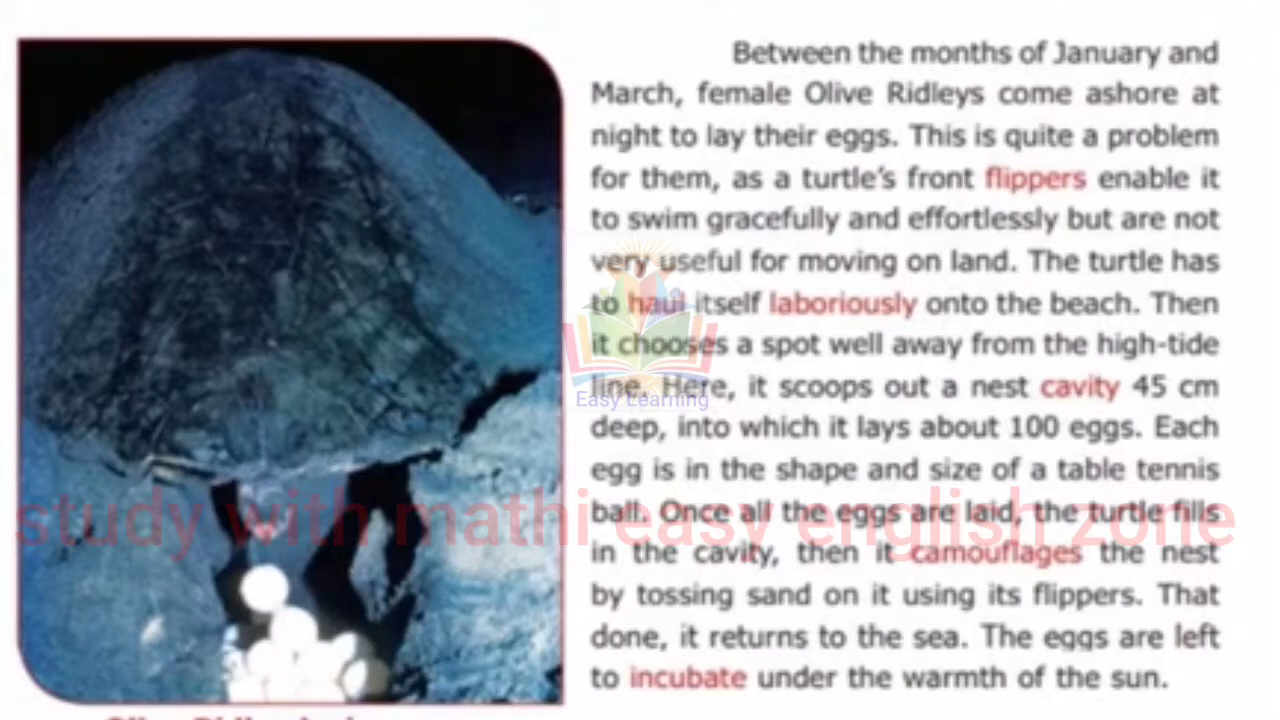 Between the months of January and
March, female Olive Ridleys come ashore at
night to lay their eggs. This is quite a problem
for them, as a turtle's front flippers enable it
to swim gracefully and effortlessly but are not
very useful for moving on land. The turtle has
to haul itself laboriously onto the beach. Then
it chooses a spot well away from the high-tide
line. Here, it scoops out a nest cavity 45 cm
Easy Learning
deep, into which it lays about 100 eggs. Each
egg is in the shape and size of a table tennis
ball. Once all the eggs are laid, the turtle fills
study with mathi easy english zone
in the cavity, then it camouflages the nest
by tossing sand on it using its flippers. That
done, it returns to the sea. The eggs are left
to incubate under the warmth of the sun.